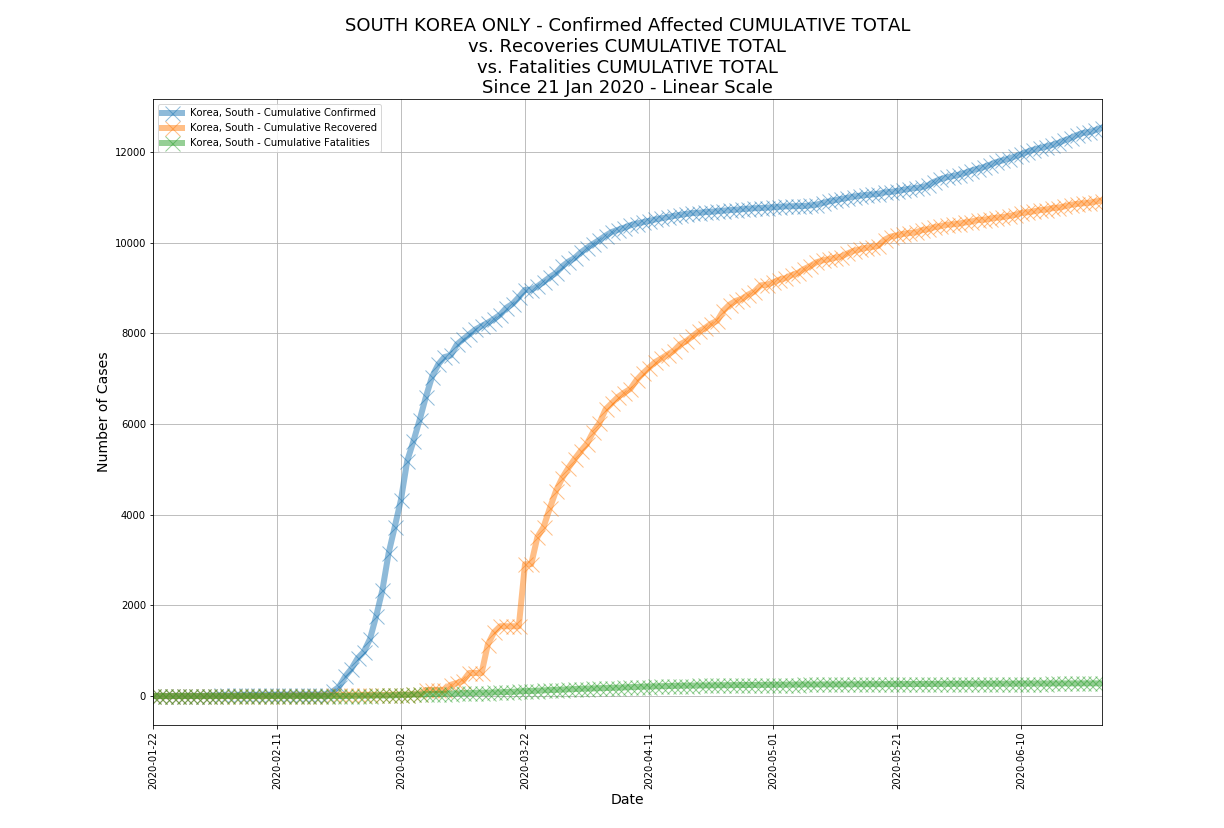 SOUTH KOREA ONLY - Confirmed Affected CUMULATIVE TOTAL
vs. Recoveries CUMULATIVE TOTAL
vs. Fatalities CUMULATIVE TOTAL
Since 21 Jan 2020 - Linear Scale
Korea, South - Cumulative Confirmed
Korea, South - Cumulative Recovered
Korea, South - Cumulative Fatalities
Number of Cases
12000
10000
8000
6000
4000
2000
0
2020-01-22
2020-02-11
2020-03-02
2020-03-22
2020-04-11
2020-05-01
2020-05-21
2020-06-10
Date